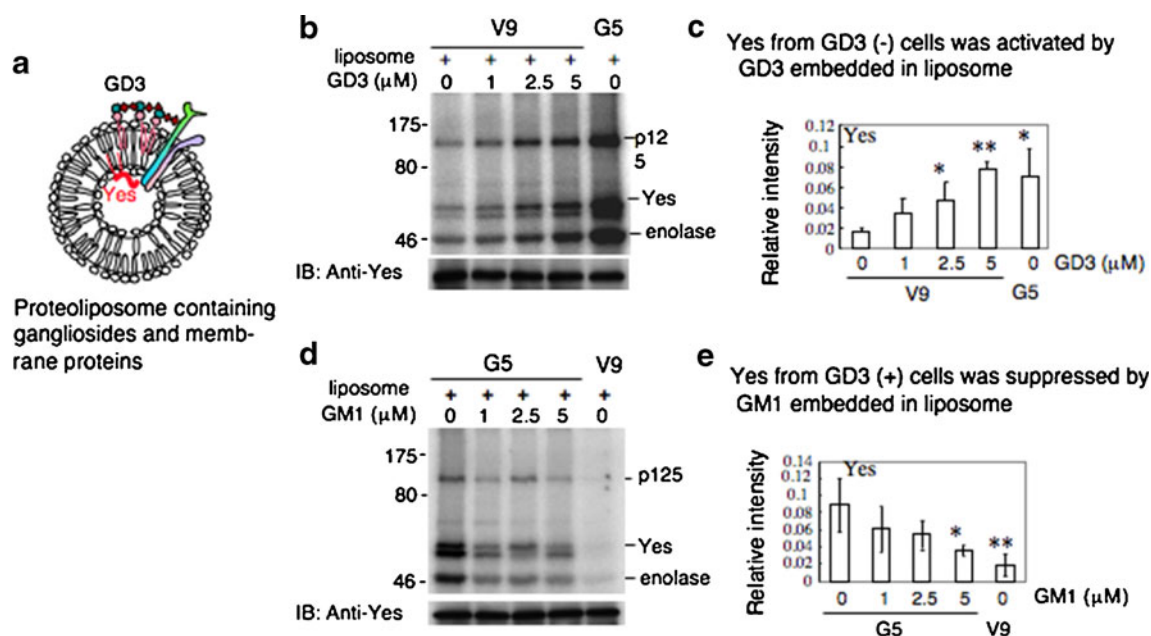 a
GD3
Yes
Proteoliposome containing
gangliosides and memb-
rane proteins
b
V9 G5
liposome + + + + +
GD3 (μM) 0 1 2.5 5 0
175-
80 -
46 -
p12
5
Yes
enolase
IB: Anti-Yes
c
Yes from GD3 (-) cells was activated by
GD3 embedded in liposome
Relative intensity
0.12
0.1
0.08
0.06
0.04
0.02
0
Yes
* ** *
0 1 2.5 5 0 GD3 (μM)
V9 G5
d
G5 V9
liposome + + + + +
GM1 (μM) 0 1 2.5 5 0
175-
80 -
46 -
p125
Yes
enolase
IB: Anti-Yes
e
Yes from GD3 (+) cells was suppressed by
GM1 embedded in liposome
Relative intensity
0.14
0.12
0.1
0.08
0.06
0.04
0.02
0
Yes
* **
0 1 2.5 5 0 GM1 (μM)
G5 V9